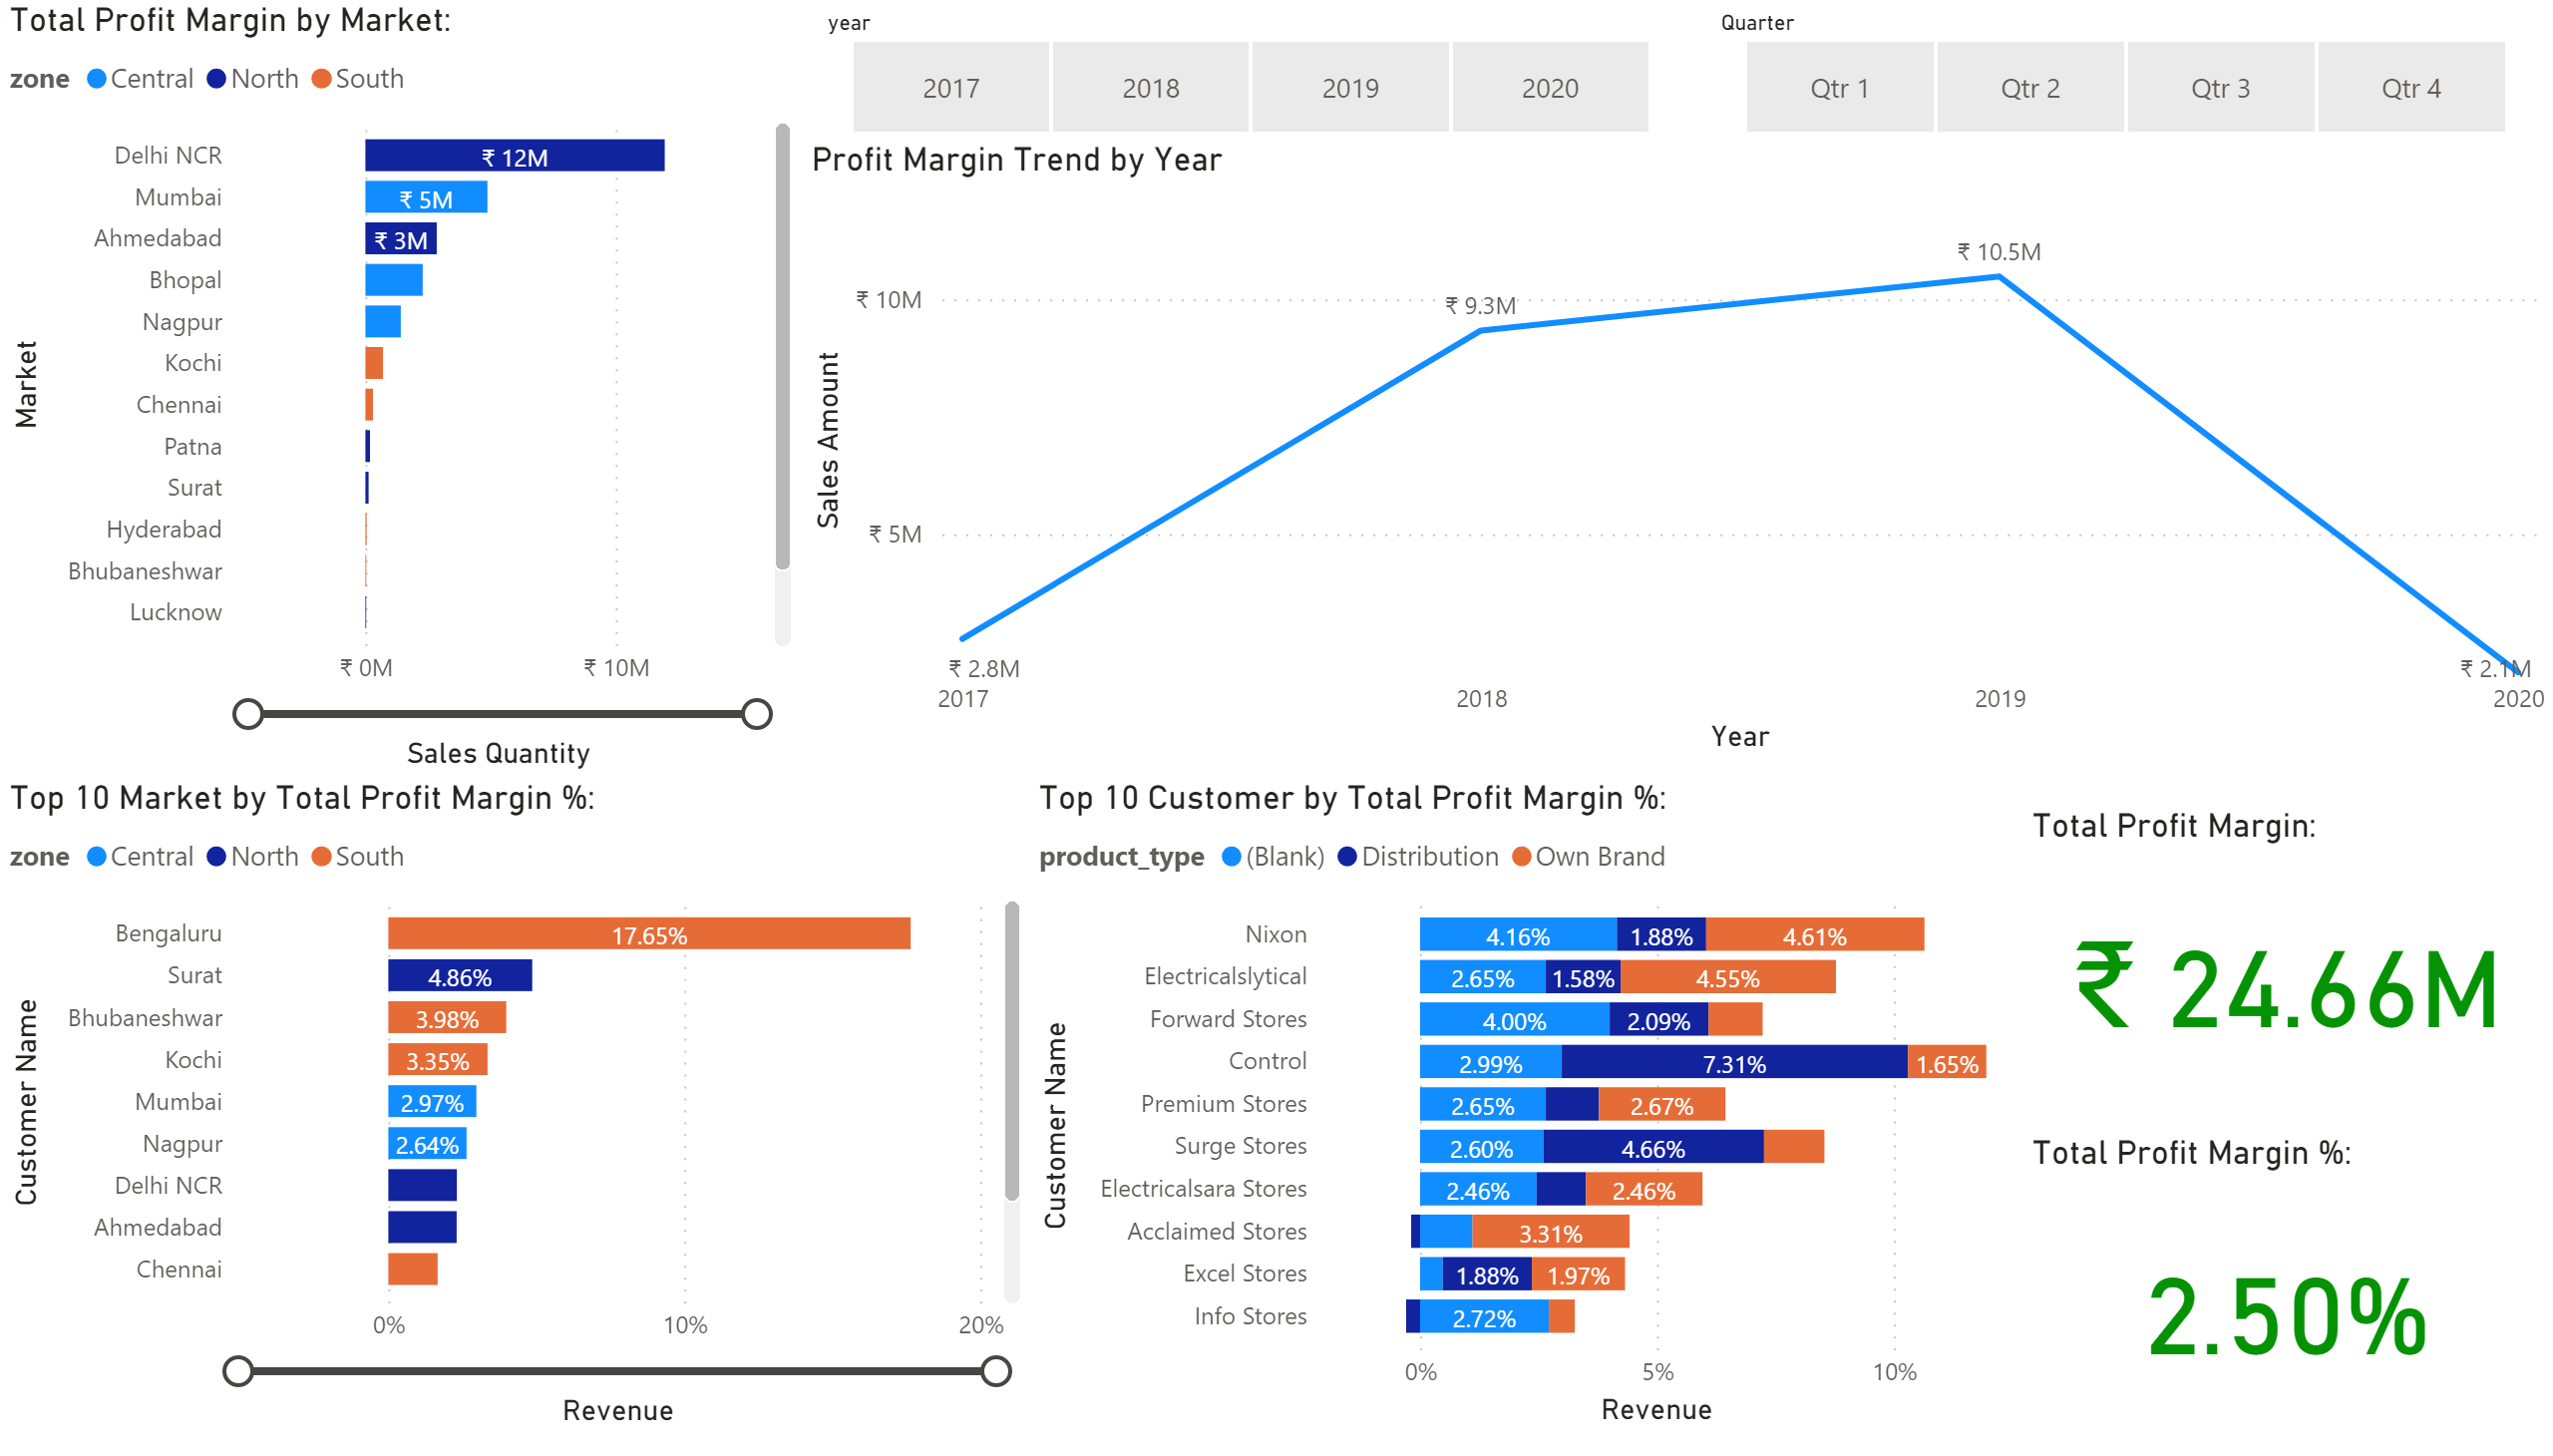 Total Profit Margin by Market:
zone Central North South
Delhi NCR ₹ 12M
Mumbai ₹ 5M
Ahmedabad ₹ 3M
Bhopal
Nagpur
Kochi
Chennai
Patna
Surat
Hyderabad
Bhubaneshwar
Lucknow
Market
₹ 0M ₹ 10M
Sales Quantity
year
2017 2018 2019 2020
Quarter
Qtr 1 Qtr 2 Qtr 3 Qtr 4
Profit Margin Trend by Year
₹ 10.5M
₹ 10M
₹ 9.3M
Sales Amount
₹ 5M
₹ 2.8M
₹ 2.1M
2017 2018 2019 2020
Year
Top 10 Market by Total Profit Margin %:
zone Central North South
Bengaluru 17.65%
Surat 4.86%
Bhubaneshwar 3.98%
Kochi 3.35%
Mumbai 2.97%
Nagpur 2.64%
Delhi NCR
Ahmedabad
Chennai
Customer Name
0% 10% 20%
Revenue
Top 10 Customer by Total Profit Margin %:
product_type (Blank) Distribution Own Brand
Nixon 4.16% 1.88% 4.61%
Electricalslytical 2.65% 1.58% 4.55%
Forward Stores 4.00% 2.09%
Control 2.99% 7.31% 1.65%
Premium Stores 2.65% 2.67%
Surge Stores 2.60% 4.66%
Electricalsara Stores 2.46% 2.46%
Acclaimed Stores 3.31%
Excel Stores 1.88% 1.97%
Info Stores 2.72%
Customer Name
0% 5% 10%
Revenue
Total Profit Margin:
₹ 24.66M
Total Profit Margin %:
2.50%